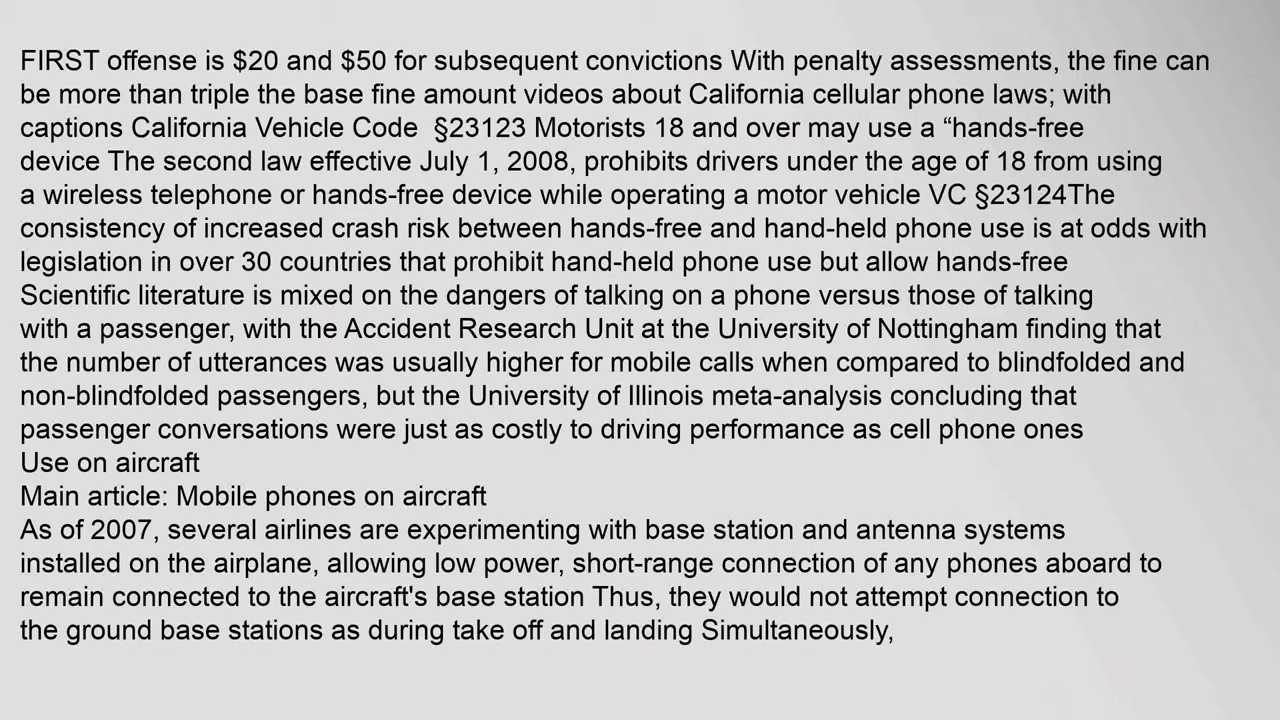 FIRST offense is $20 and $50 for subsequent convictions With penalty assessments, the fine can
be more than triple the base fine amount videos about California cellular phone laws; with
captions California Vehicle Code  §23123 Motorists 18 and over may use a “hands-free
device The second law effective July 1, 2008, prohibits drivers under the age of 18 from using
a wireless telephone or hands-free device while operating a motor vehicle VC §23124The
consistency of increased crash risk between hands-free and hand-held phone use is at odds with
legislation in over 30 countries that prohibit hand-held phone use but allow hands-free
Scientific literature is mixed on the dangers of talking on a phone versus those of talking
with a passenger, with the Accident Research Unit at the University of Nottingham finding that
the number of utterances was usually higher for mobile calls when compared to blindfolded and
non-blindfolded passengers, but the University of Illinois meta-analysis concluding that
passenger conversations were just as costly to driving performance as cell phone ones
Use on aircraft
Main article: Mobile phones on aircraft
As of 2007, several airlines are experimenting with base station and antenna systems
installed on the airplane, allowing low power, short-range connection of any phones aboard to
remain connected to the aircraft's base station Thus, they would not attempt connection to
the ground base stations as during take off and landing Simultaneously,